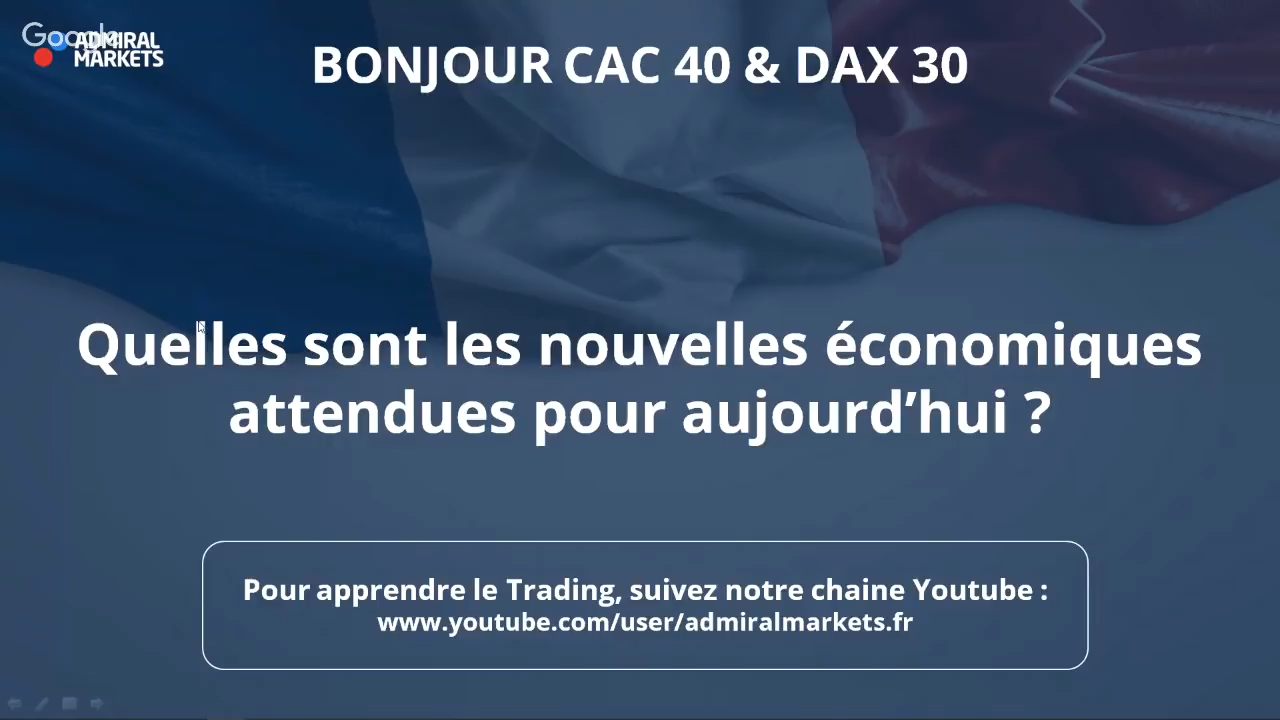 Google
ADMIRAL
MARKETS
BONJOUR CAC 40 & DAX 30
Quelles sont les nouvelles économiques
attendues pour aujourd’hui ?
Pour apprendre le Trading, suivez notre chaine Youtube :
www.youtube.com/user/admiralmarkets.fr